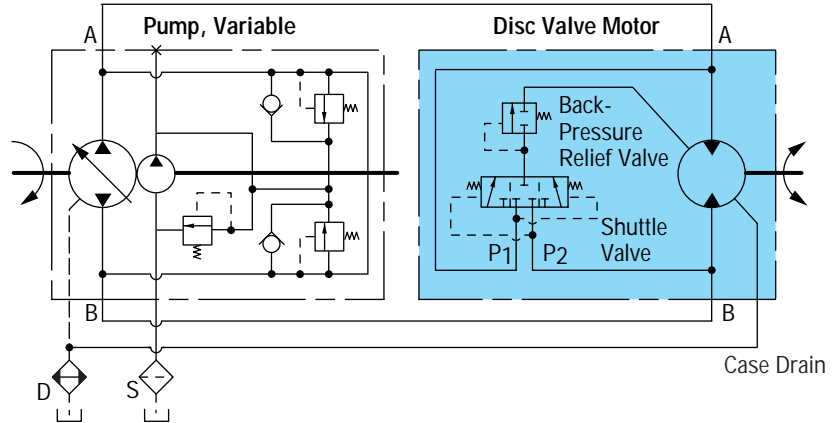 Pump, Variable
Disc Valve Motor
A
A
Back-
Pressure
Relief Valve
Shuttle
Valve
P1
P2
B
B
Case Drain
D
S